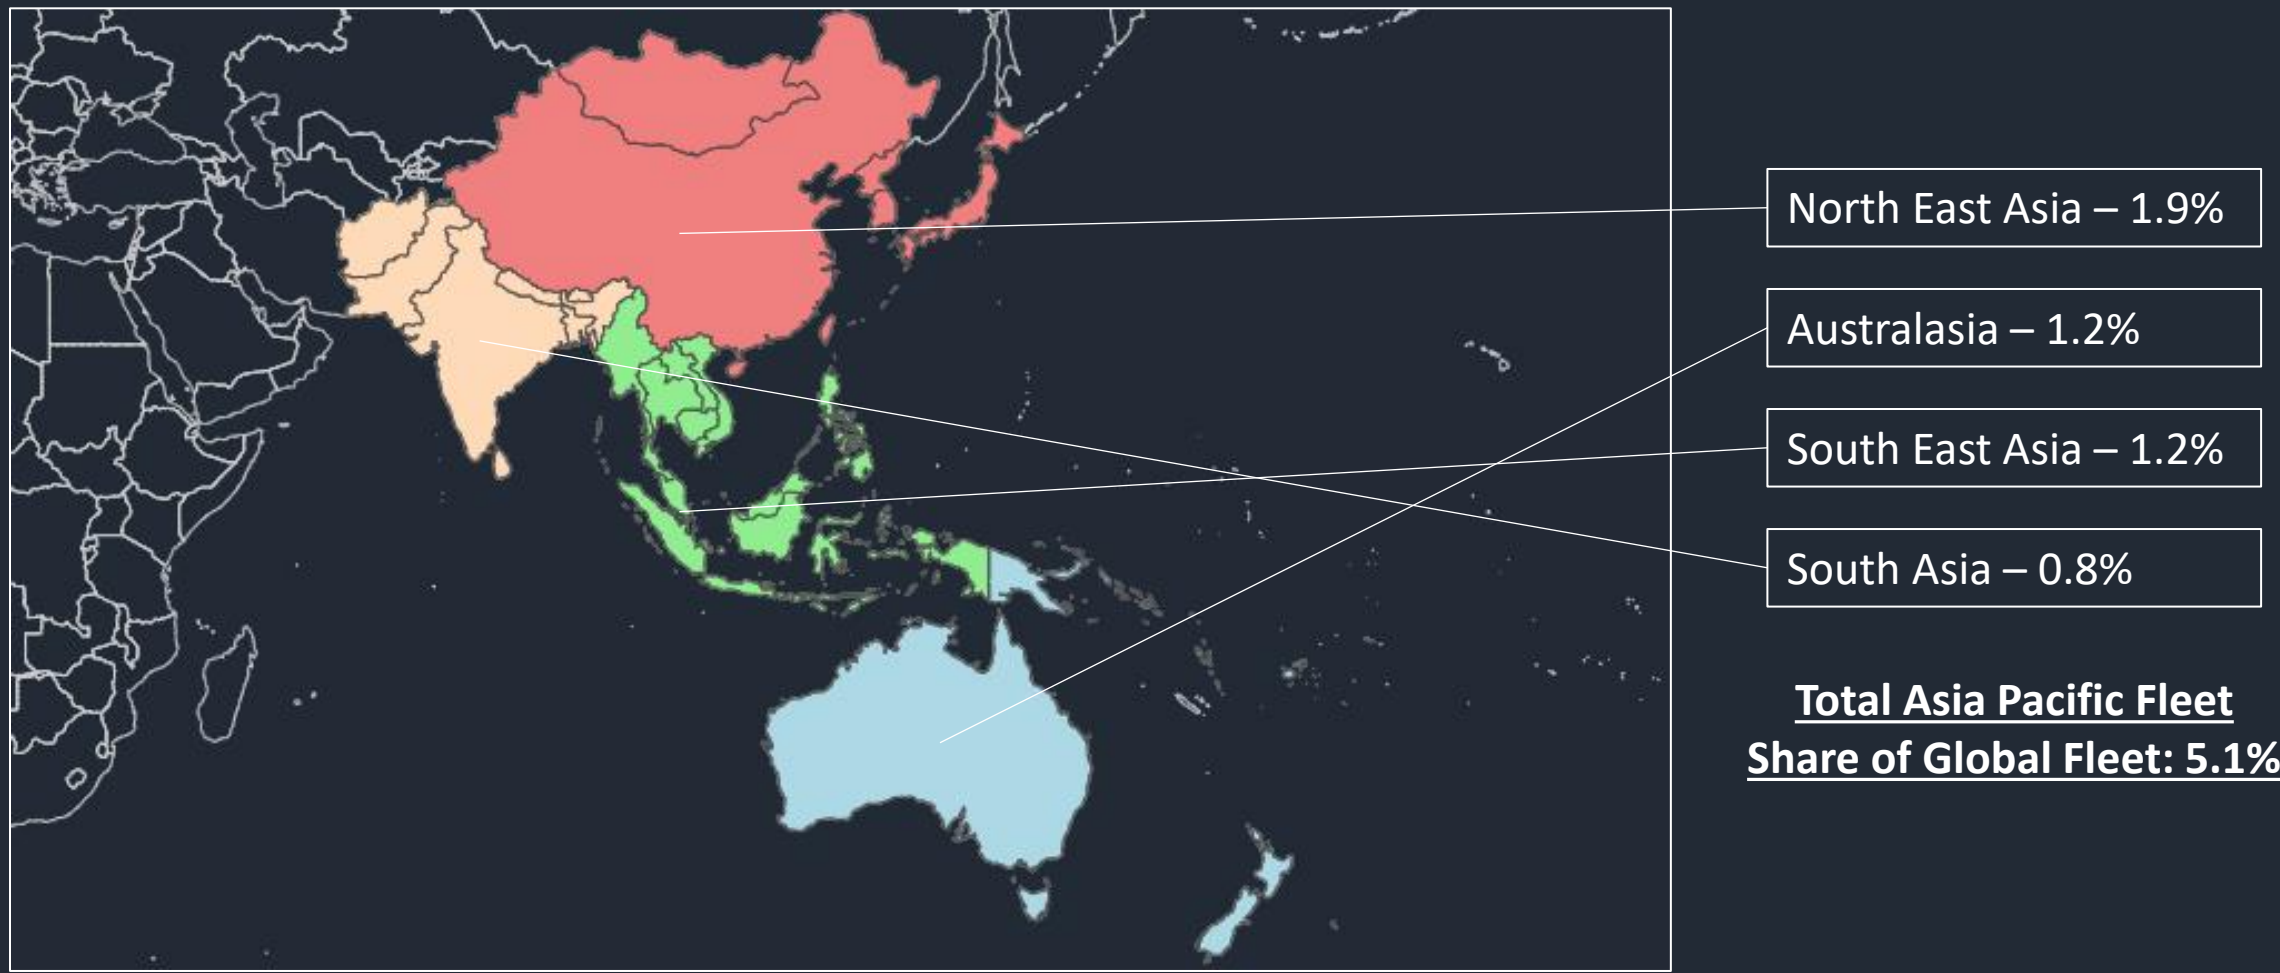 North East Asia – 1.9%
Australasia – 1.2%
South East Asia – 1.2%
South Asia – 0.8%
Total Asia Pacific Fleet
Share of Global Fleet: 5.1%